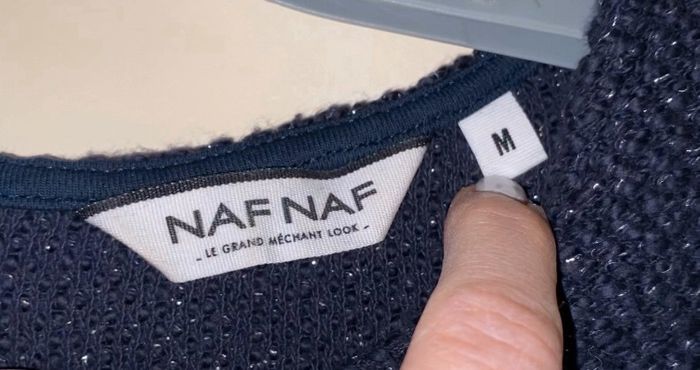 NAF NAF
- LE GRAND MÉCHANT LOOK -
M